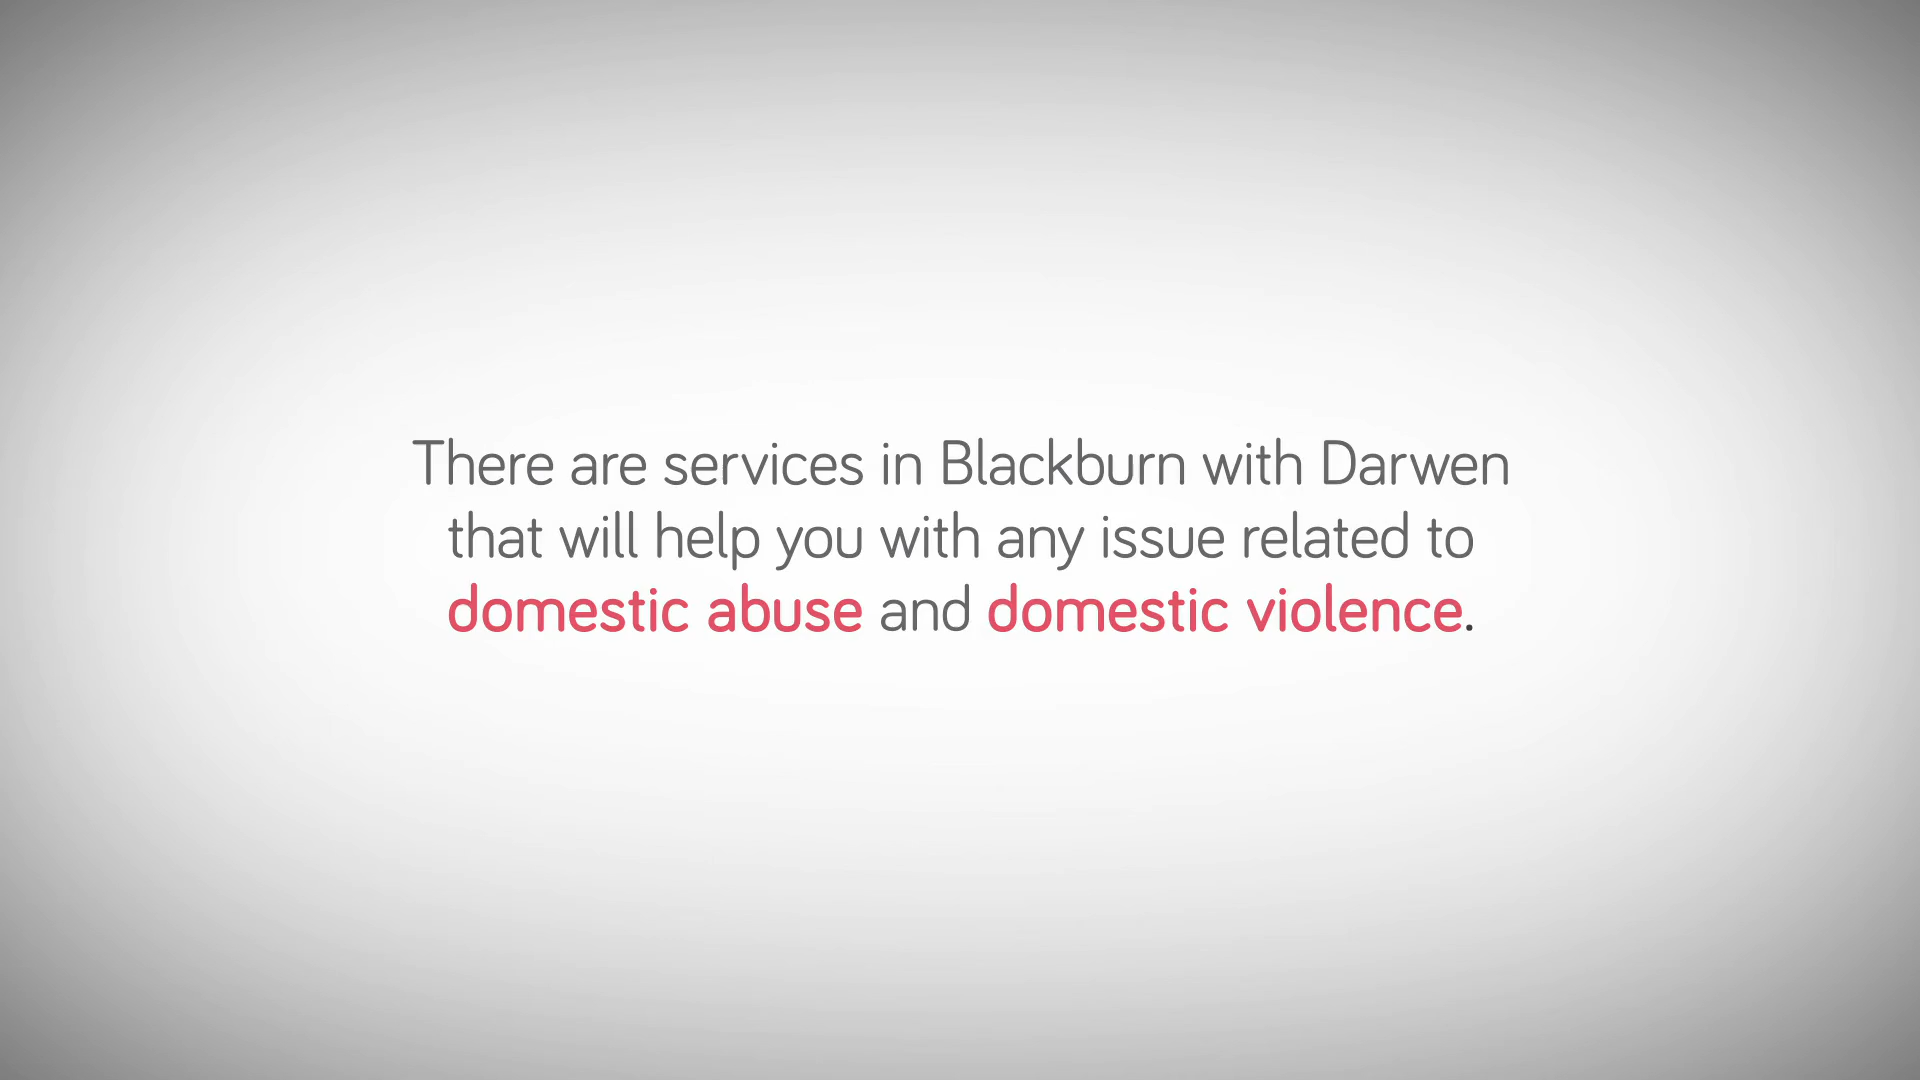 There are services in Blackburn with Darwen
that will help you with any issue related to
domestic abuse and domestic violence.